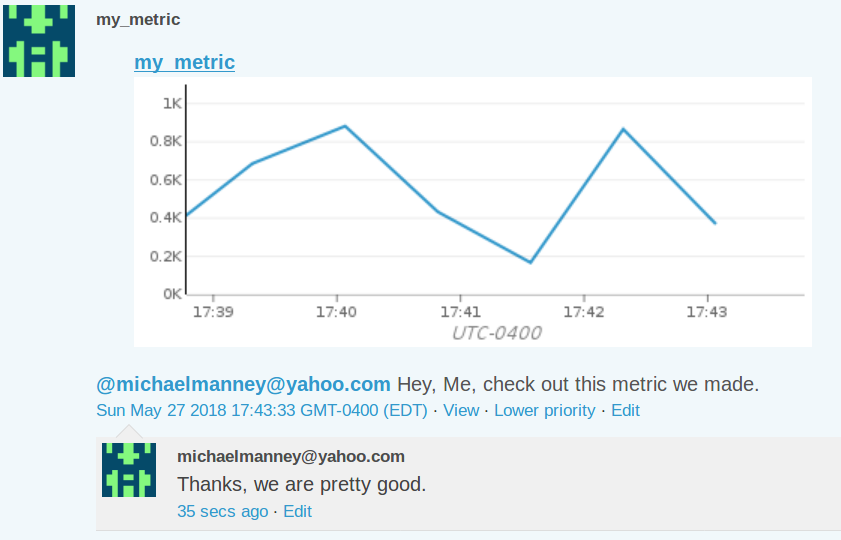 my_metric
my_metric
1K
0.8K
0.6K
0.4K
0.2K
0K
17:39 17:40 17:41 17:42 17:43
UTC-0400
@michaelmanney@yahoo.com Hey, Me, check out this metric we made.
Sun May 27 2018 17:43:33 GMT-0400 (EDT) · View · Lower priority · Edit
michaelmanney@yahoo.com
Thanks, we are pretty good.
35 secs ago · Edit